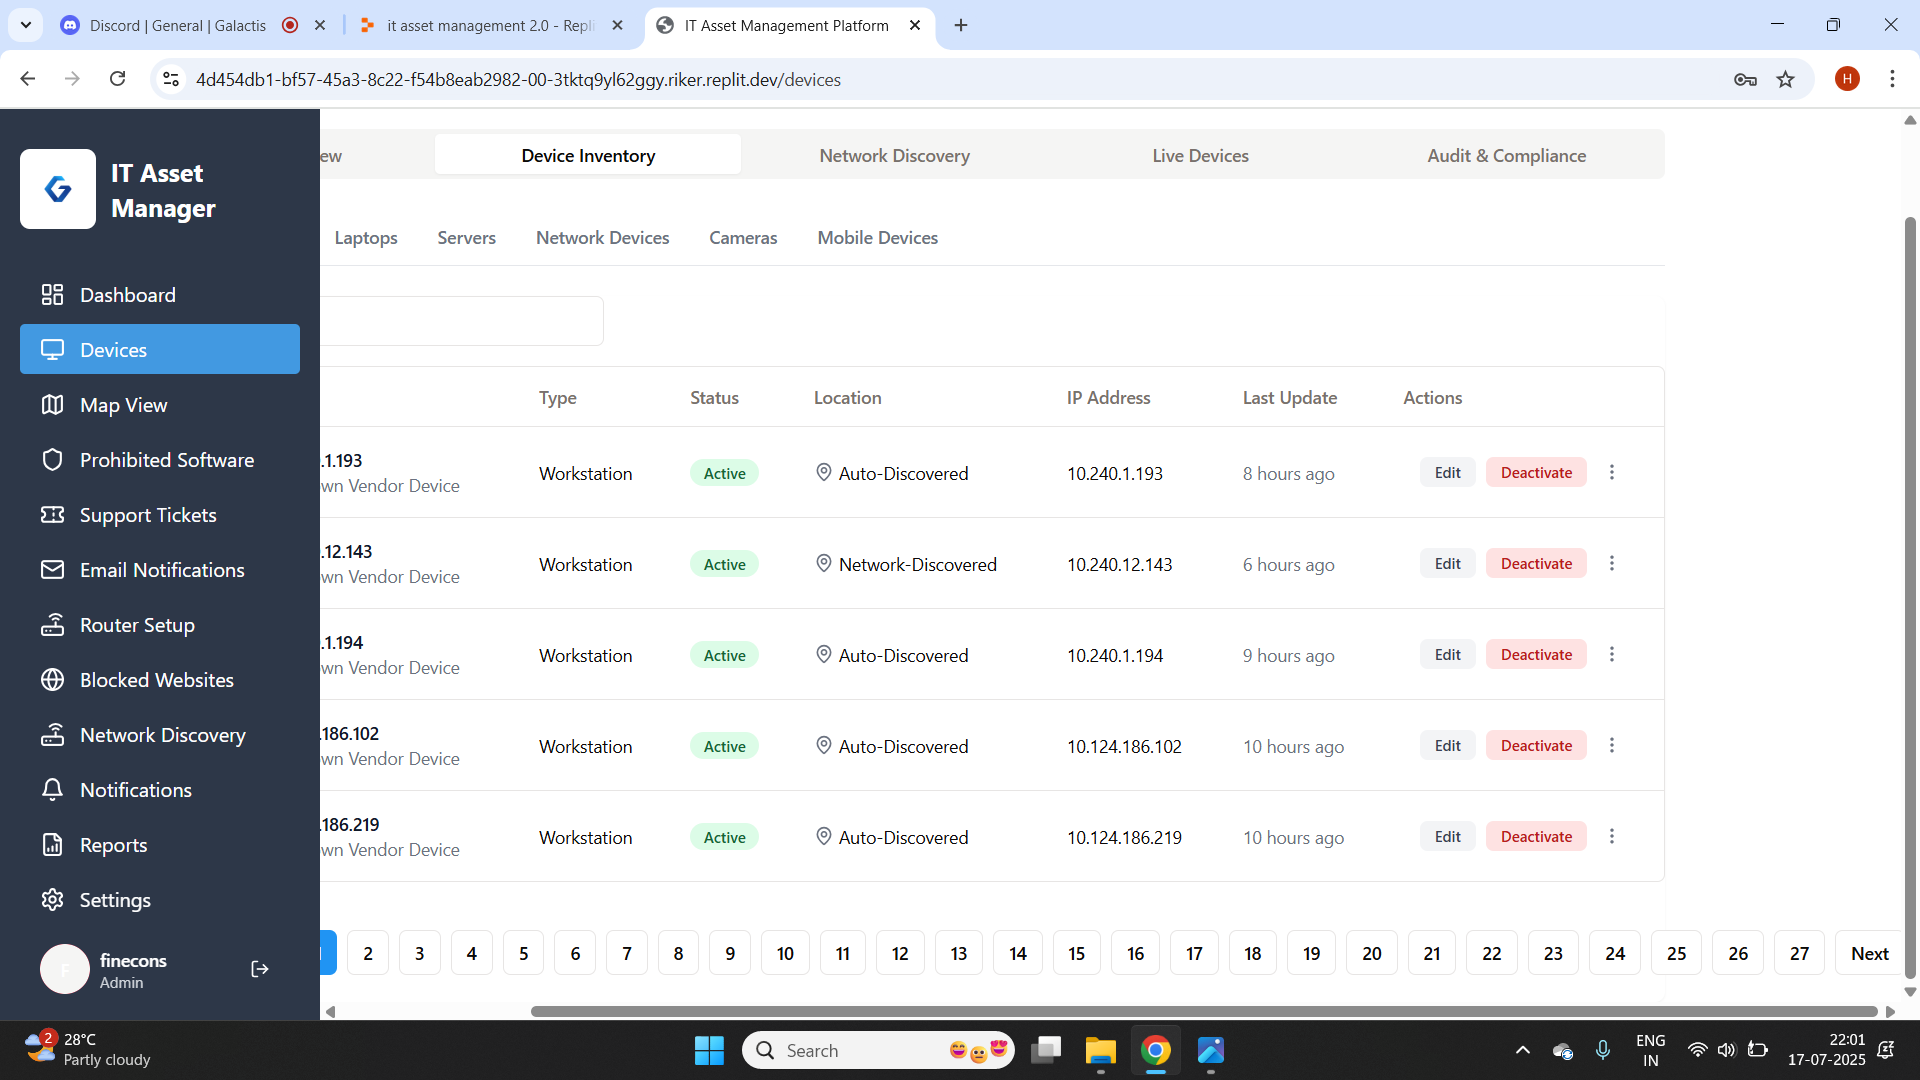 Discord | General | Galactis
it asset management 2.0 - Repli
IT Asset Management Platform
4d454db1-bf57-45a3-8c22-f54b8eab2982-00-3tktq9yl62ggy.riker.replit.dev/devices
H
IT Asset
Manager
Dashboard
Devices
Map View
Prohibited Software
Support Tickets
Email Notifications
Router Setup
Blocked Websites
Network Discovery
Notifications
Reports
Settings
F
finecons
Admin
ew
Device Inventory
Network Discovery
Live Devices
Audit & Compliance
Laptops
Servers
Network Devices
Cameras
Mobile Devices
Type Status Location IP Address Last Update Actions
.1.193
wn Vendor Device
Workstation Active Auto-Discovered 10.240.1.193 8 hours ago Edit Deactivate
.12.143
wn Vendor Device
Workstation Active Network-Discovered 10.240.12.143 6 hours ago Edit Deactivate
.1.194
wn Vendor Device
Workstation Active Auto-Discovered 10.240.1.194 9 hours ago Edit Deactivate
.186.102
wn Vendor Device
Workstation Active Auto-Discovered 10.124.186.102 10 hours ago Edit Deactivate
.186.219
wn Vendor Device
Workstation Active Auto-Discovered 10.124.186.219 10 hours ago Edit Deactivate
2 3 4 5 6 7 8 9 10 11 12 13 14 15 16 17 18 19 20 21 22 23 24 25 26 27 Next
2
28°C
Partly cloudy
Search
ENG
IN
22:01
17-07-2025